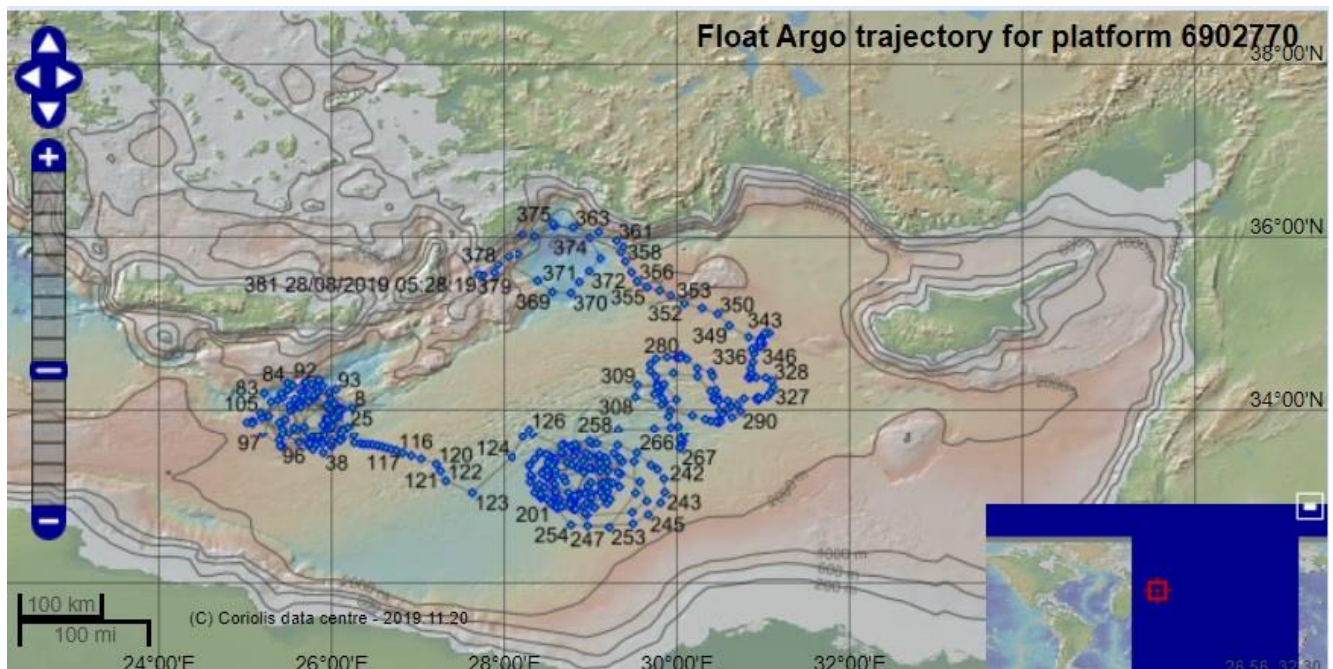 Float Argo trajectory for platform 6902770
38°00'N
375 363
361
36°00'N
378 374 358
381 28/08/2019 05:28:19 379 371 372 356
369 370 355 353
352 350
349 343
280 336 346
84 92 93 309 328
83 8 327
105 25 308 34°00'N
290
126 258
97 116 124 266
96 38 117 120 267
122 242
121
123 243
201 245
254 247 253
1000 m
200 m
100 km
100 mi
(C) Coriolis data centre - 2019.11.20
24°00'E 26°00'E 28°00'E 30°00'E 32°00'E